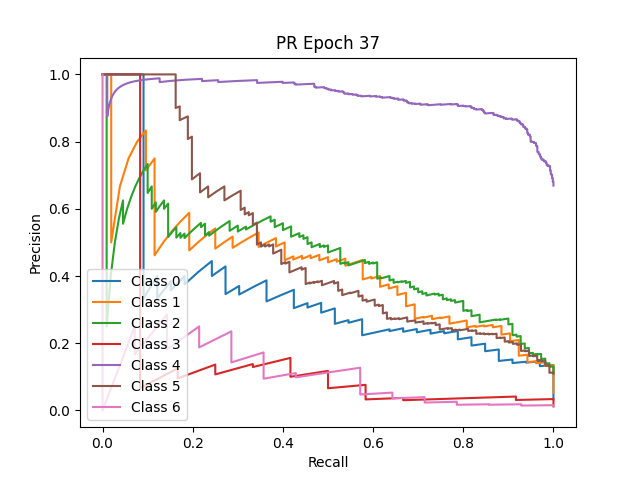 PR Epoch 37
Precision
1.0
0.8
0.6
0.4
0.2
0.0
Class 0
Class 1
Class 2
Class 3
Class 4
Class 5
Class 6
0.0 0.2 0.4 0.6 0.8 1.0
Recall